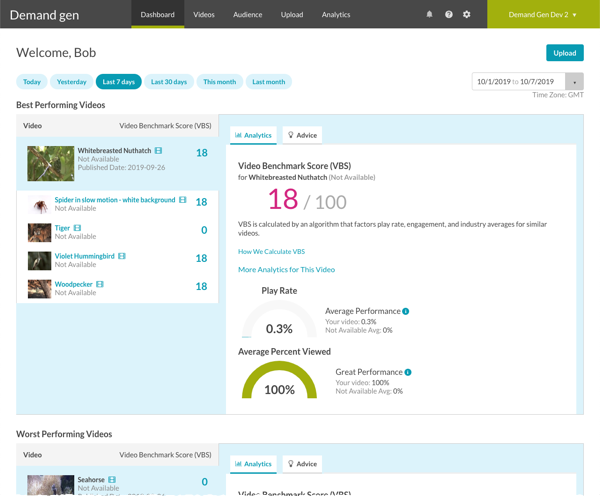 Demand gen
Dashboard Videos Audience Upload Analytics
Demand Gen Dev 2
Welcome, Bob
Upload
Today Yesterday Last 7 days Last 30 days This month Last month
10/1/2019 to 10/7/2019
Time Zone: GMT
Best Performing Videos
Video Video Benchmark Score (VBS)
Whitebreasted Nuthatch 18
Not Available
Published Date: 2019-09-26
Spider in slow motion - white background 18
Not Available
Tiger 0
Not Available
Violet Hummingbird 18
Not Available
Woodpecker 18
Not Available
Analytics Advice
Video Benchmark Score (VBS)
for Whitebreasted Nuthatch (Not Available)
18 / 100
VBS is calculated by an algorithm that factors play rate, engagement, and industry averages for similar
videos.
How We Calculate VBS
More Analytics for This Video
Play Rate
0.3%
Average Performance
Your video: 0.3%
Not Available Avg: 0%
Average Percent Viewed
100%
Great Performance
Your video: 100%
Not Available Avg: 0%
Worst Performing Videos
Video Video Benchmark Score (VBS)
Seahorse 0
Not Available
Analytics Advice
Video Benchmark Score (VBS)